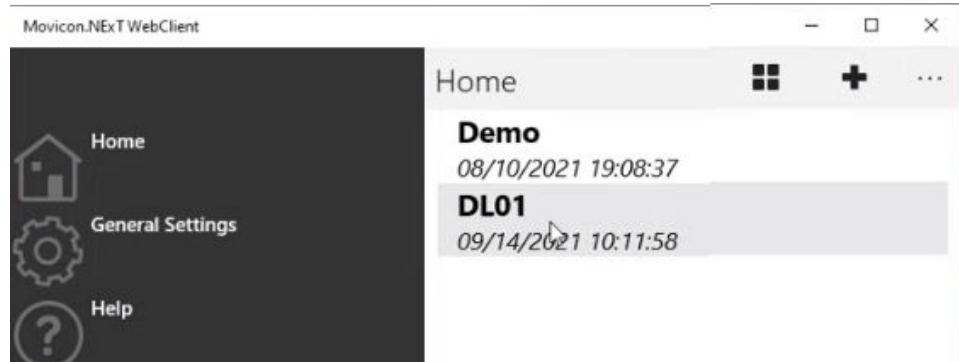 Movicon.NExT WebClient
Home
General Settings
Help
Home
Demo
08/10/2021 19:08:37
DL01
09/14/2021 10:11:58